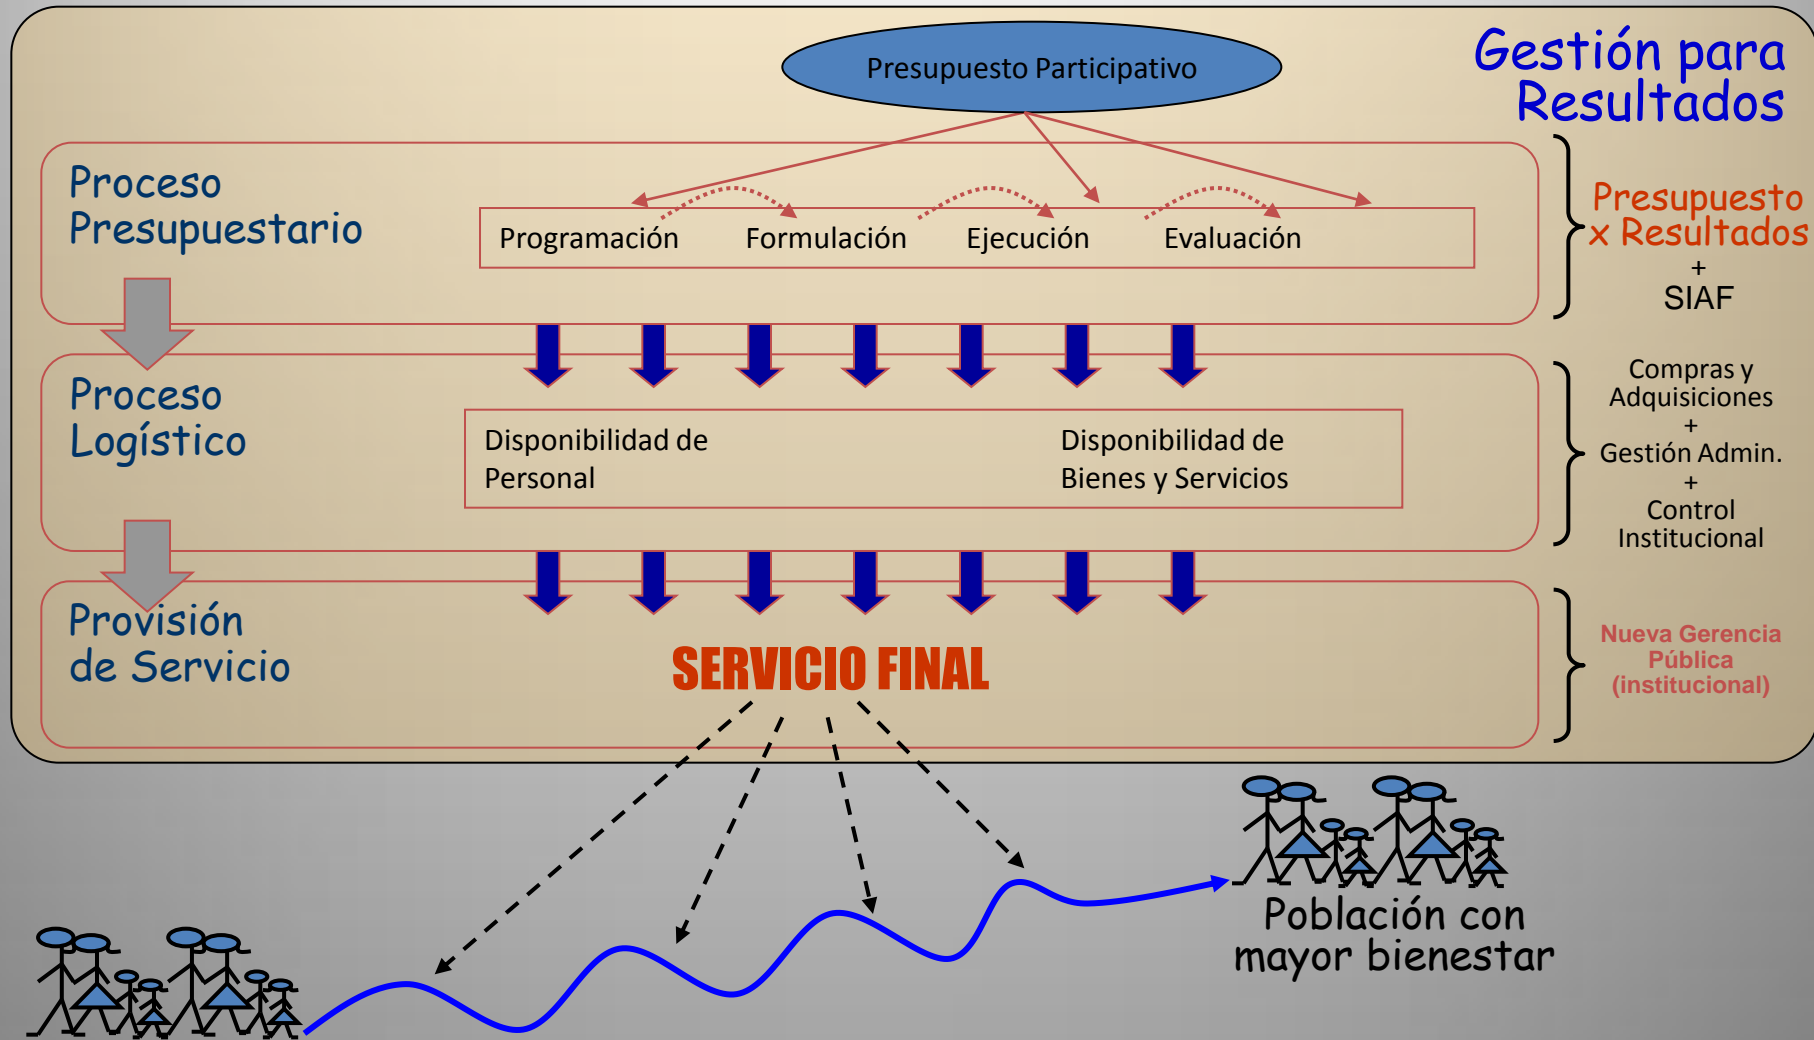 Presupuesto Participativo
Gestión para
Resultados
Proceso
Presupuestario
Programación Formulación Ejecución Evaluación
Presupuesto
x Resultados
+
SIAF
Proceso
Logístico
Disponibilidad de
Personal
Disponibilidad de
Bienes y Servicios
Compras y
Adquisiciones
+
Gestión Admin.
+
Control
Institucional
Provisión
de Servicio
SERVICIO FINAL
Nueva Gerencia
Pública
(institucional)
Población con
mayor bienestar